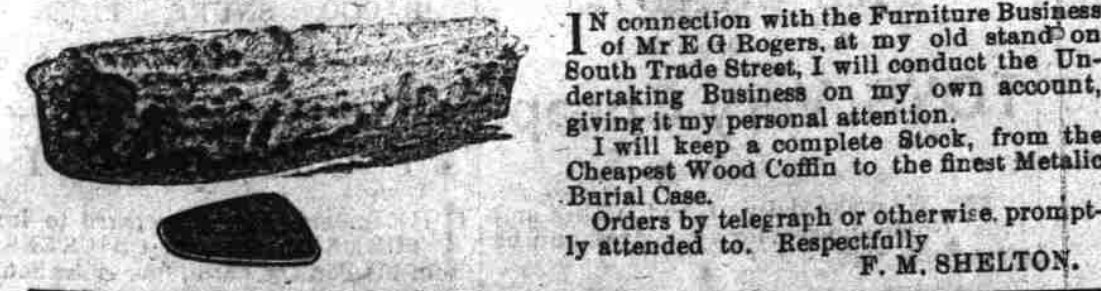 IN connection with the Furniture Business
of Mr E G Rogers, at my old stand on
South Trade Street, I will conduct the Un-
dertaking Business on my own account,
giving it my personal attention.
I will keep a complete Stock, from the
Cheapest Wood Coffin to the finest Metalic
Burial Case.
Orders by telegraph or otherwise, prompt-
ly attended to. Respectfully
F. M. SHELTON.